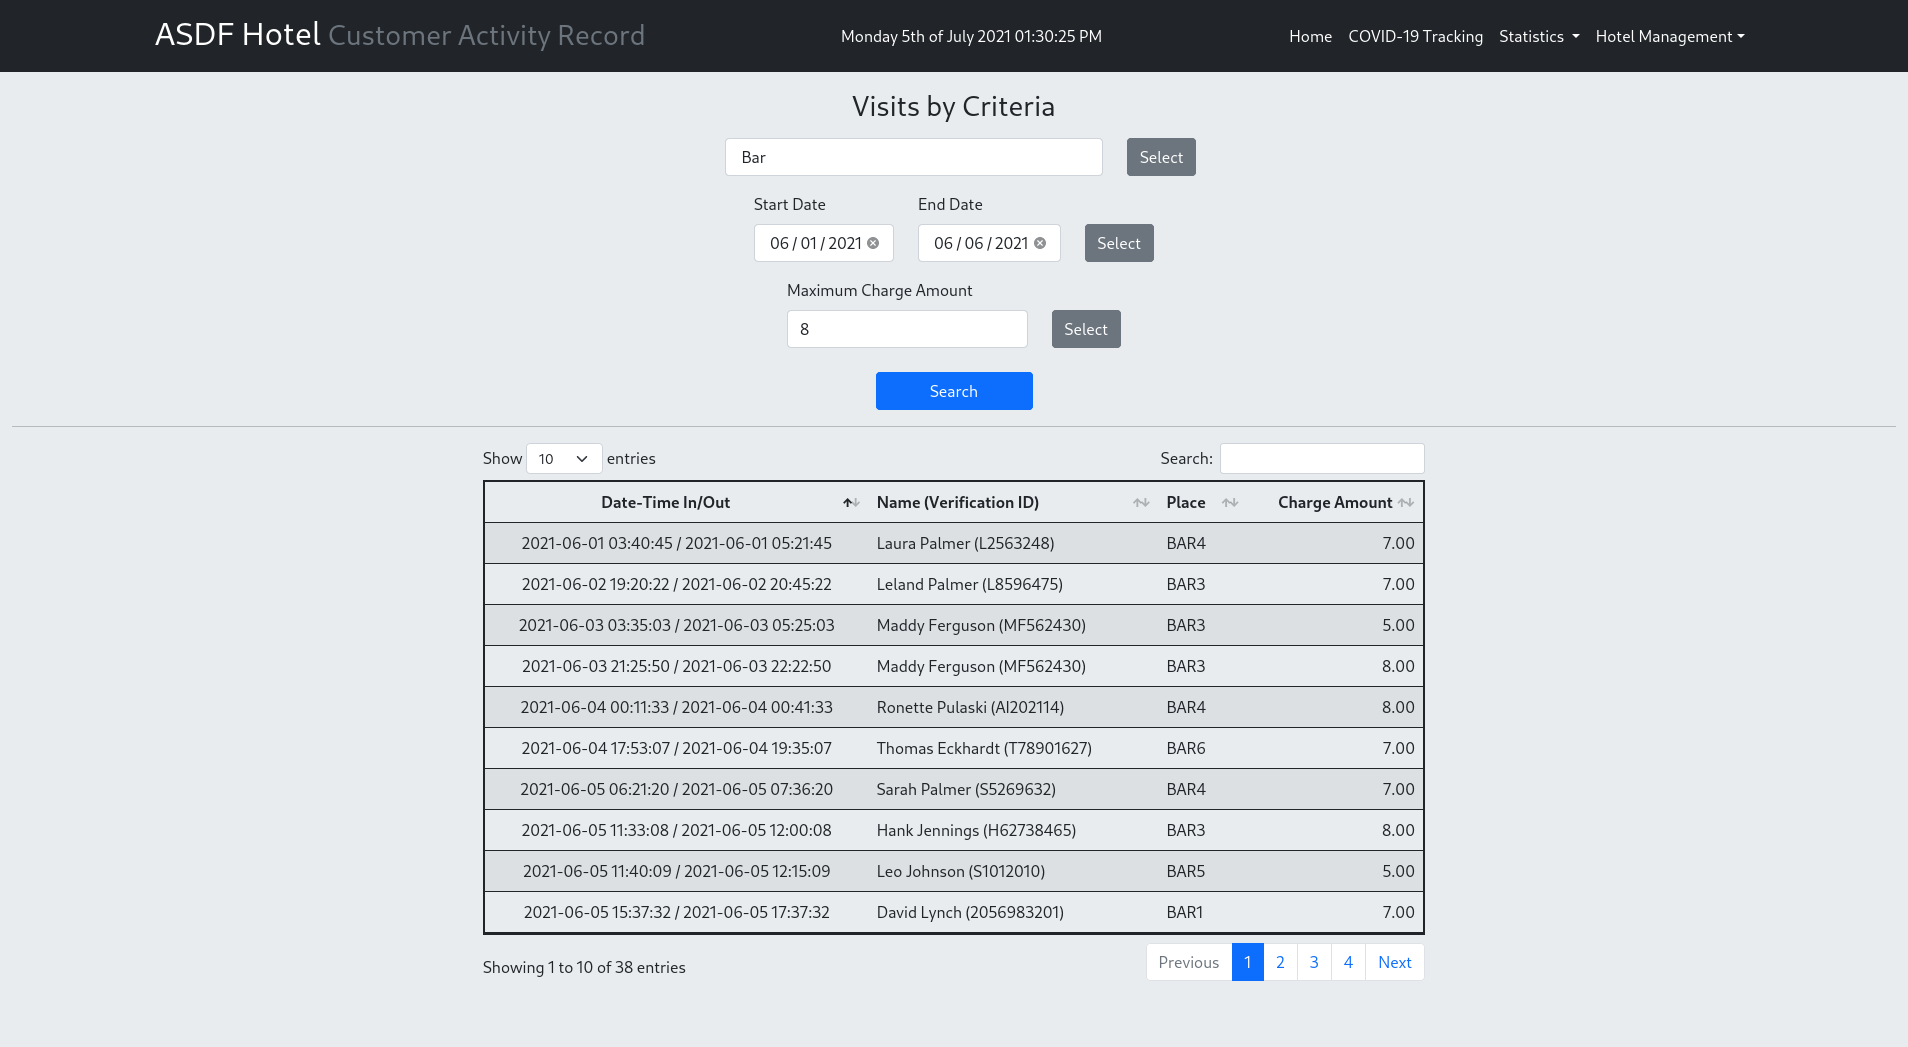 ASDF Hotel Customer Activity Record
Monday 5th of July 2021 01:30:25 PM
Home COVID-19 Tracking Statistics Hotel Management
Visits by Criteria
Bar Select
Start Date End Date
06 / 01 / 2021 06 / 06 / 2021 Select
Maximum Charge Amount
8 Select
Search
Show 10 entries Search:
Date-Time In/Out Name (Verification ID) Place Charge Amount
2021-06-01 03:40:45 / 2021-06-01 05:21:45 Laura Palmer (L2563248) BAR4 7.00
2021-06-02 19:20:22 / 2021-06-02 20:45:22 Leland Palmer (L8596475) BAR3 7.00
2021-06-03 03:35:03 / 2021-06-03 05:25:03 Maddy Ferguson (MF562430) BAR3 5.00
2021-06-03 21:25:50 / 2021-06-03 22:22:50 Maddy Ferguson (MF562430) BAR3 8.00
2021-06-04 00:11:33 / 2021-06-04 00:41:33 Ronette Pulaski (AI202114) BAR4 8.00
2021-06-04 17:53:07 / 2021-06-04 19:35:07 Thomas Eckhardt (T78901627) BAR6 7.00
2021-06-05 06:21:20 / 2021-06-05 07:36:20 Sarah Palmer (S5269632) BAR4 7.00
2021-06-05 11:33:08 / 2021-06-05 12:00:08 Hank Jennings (H62738465) BAR3 8.00
2021-06-05 11:40:09 / 2021-06-05 12:15:09 Leo Johnson (S1012010) BAR5 5.00
2021-06-05 15:37:32 / 2021-06-05 17:37:32 David Lynch (2056983201) BAR1 7.00
Showing 1 to 10 of 38 entries Previous 1 2 3 4 Next